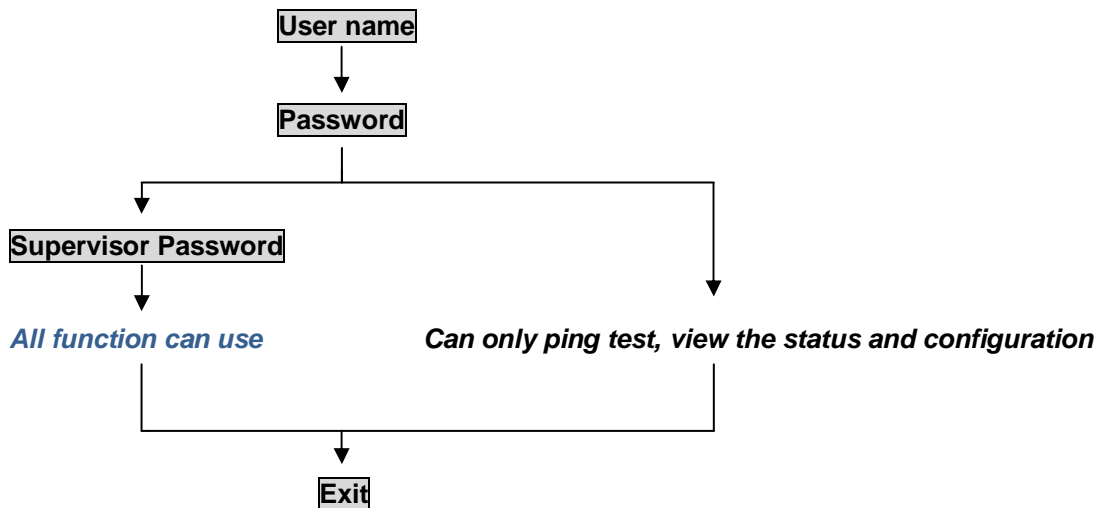 User name
Password
Supervisor Password
All function can use
Can only ping test, view the status and configuration
Exit